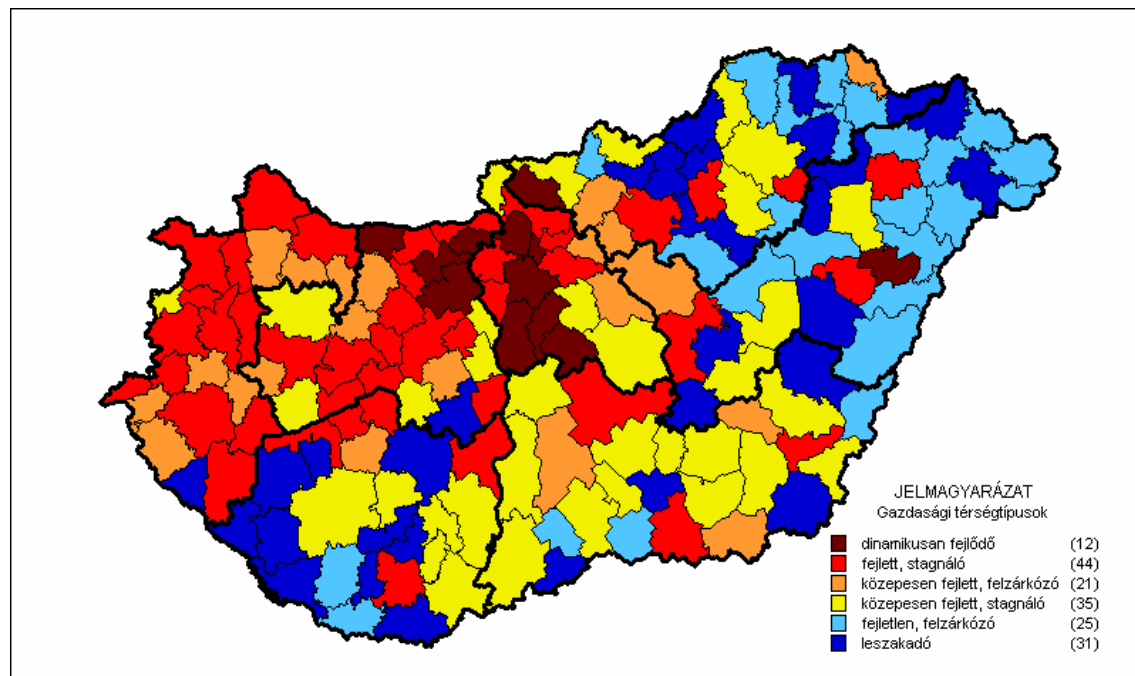 JELMAGYARÁZAT
Gazdasági térségtípusok
dinamikusan fejlődő (12)
fejlett, stagnáló (44)
közepesen fejlett, felzárkózó (21)
közepesen fejlett, stagnáló (35)
fejletlen, felzárkózó (25)
leszakadó (31)